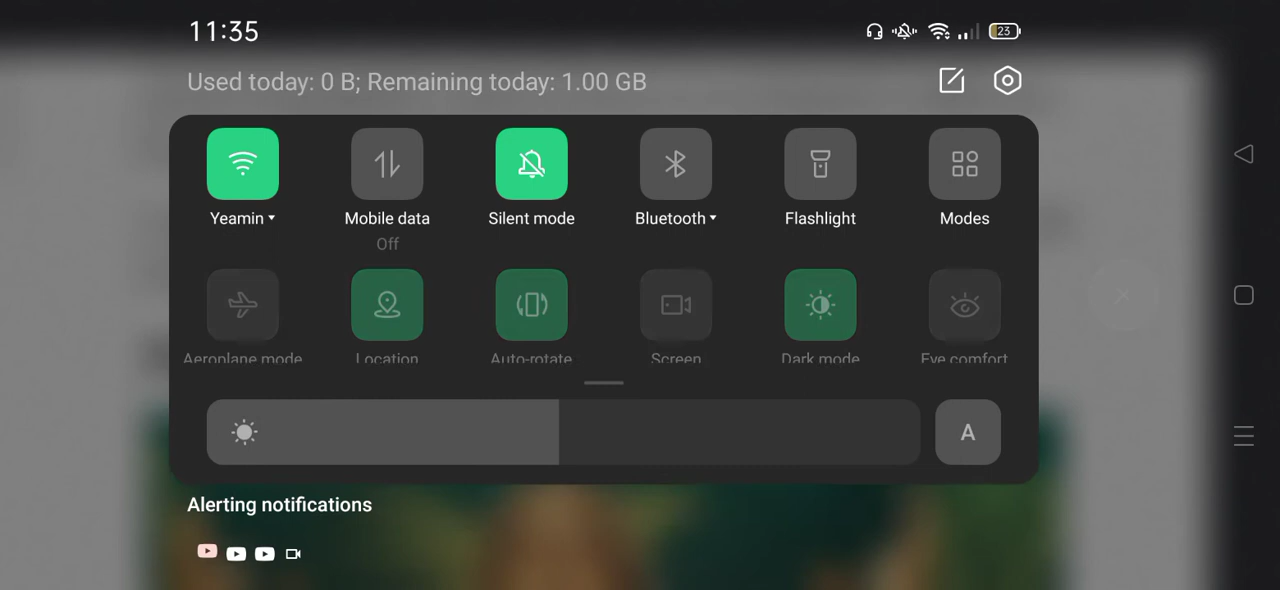 11:35
23
Used today: 0 B; Remaining today: 1.00 GB
Yeamin Mobile data Silent mode Bluetooth Flashlight Modes
Off
Aeroplane mode Location Auto-rotate Screen Dark mode Eye comfort
A
Alerting notifications